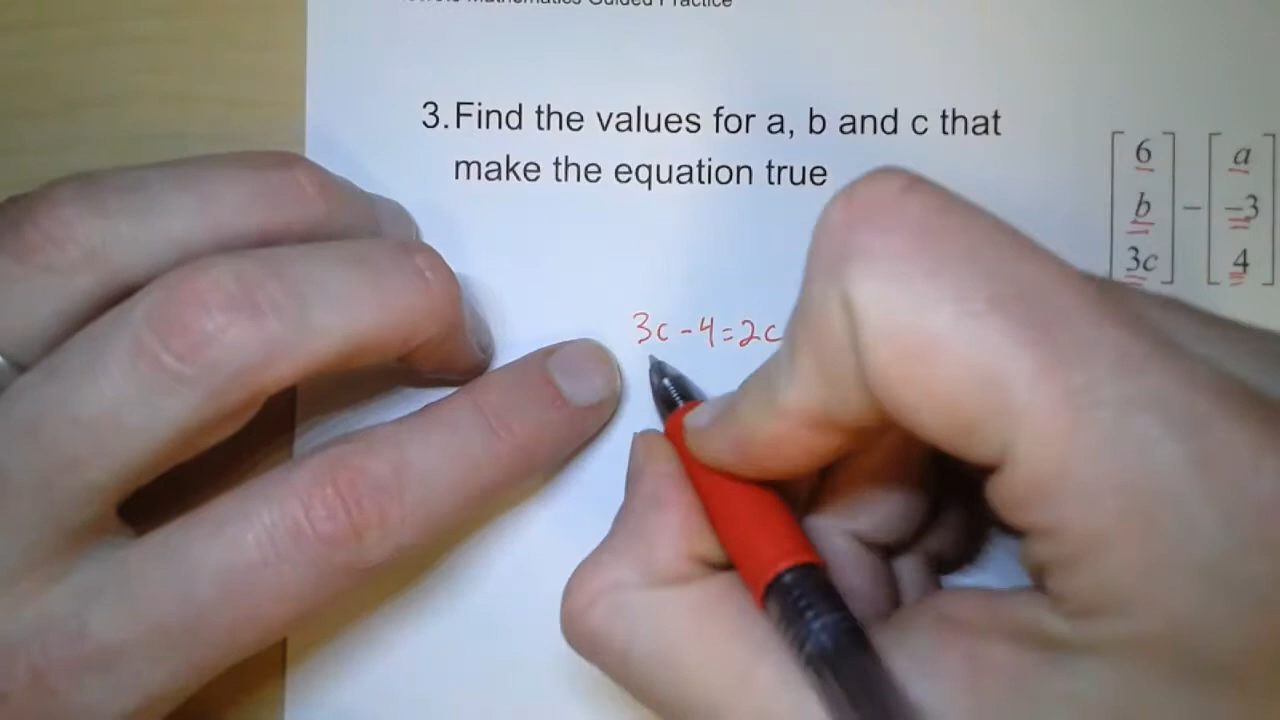 Mathematics Guided Practice
3. Find the values for a, b and c that
make the equation true
6 a
b − −3
3c 4
3c - 4 = 2c